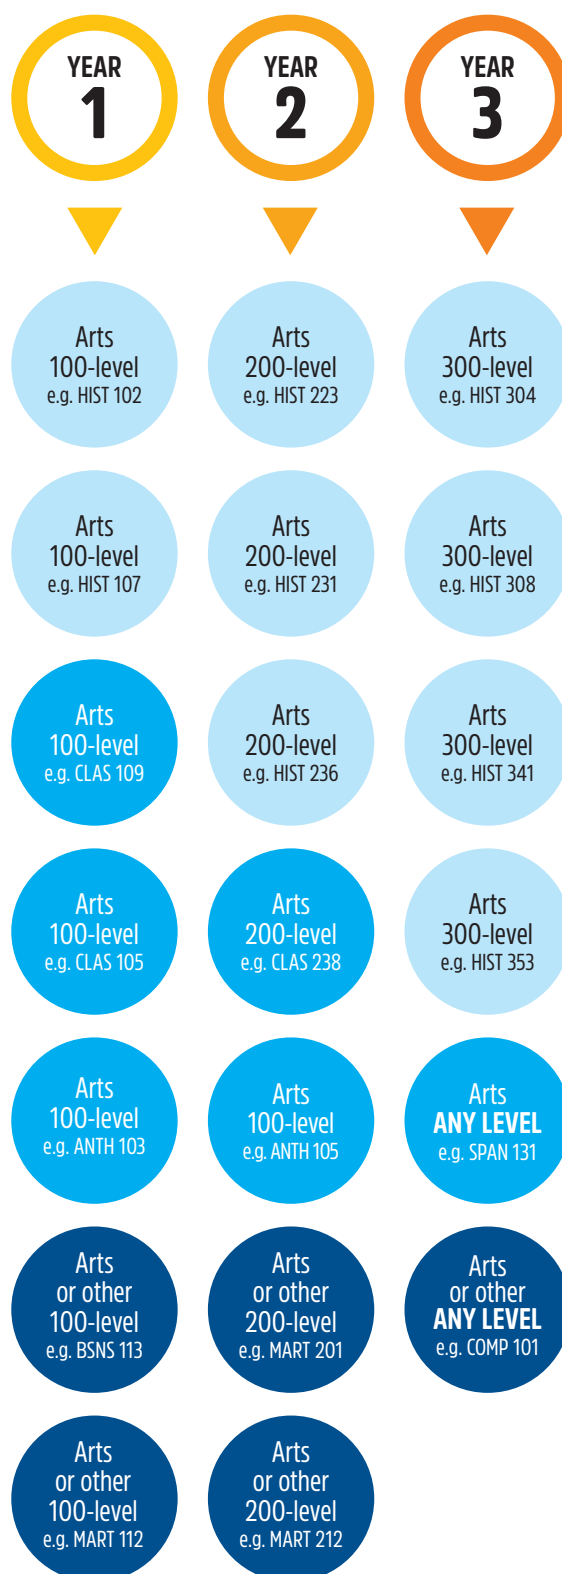 YEAR
1
YEAR
2
YEAR
3
Arts
100-level
e.g. HIST 102
Arts
200-level
e.g. HIST 223
Arts
300-level
e.g. HIST 304
Arts
100-level
e.g. HIST 107
Arts
200-level
e.g. HIST 231
Arts
300-level
e.g. HIST 308
Arts
100-level
e.g. CLAS 109
Arts
200-level
e.g. HIST 236
Arts
300-level
e.g. HIST 341
Arts
100-level
e.g. CLAS 105
Arts
200-level
e.g. CLAS 238
Arts
300-level
e.g. HIST 353
Arts
100-level
e.g. ANTH 103
Arts
100-level
e.g. ANTH 105
Arts
ANY LEVEL
e.g. SPAN 131
Arts
or other
100-level
e.g. BSNS 113
Arts
or other
200-level
e.g. MART 201
Arts
or other
ANY LEVEL
e.g. COMP 101
Arts
or other
100-level
e.g. MART 112
Arts
or other
200-level
e.g. MART 212